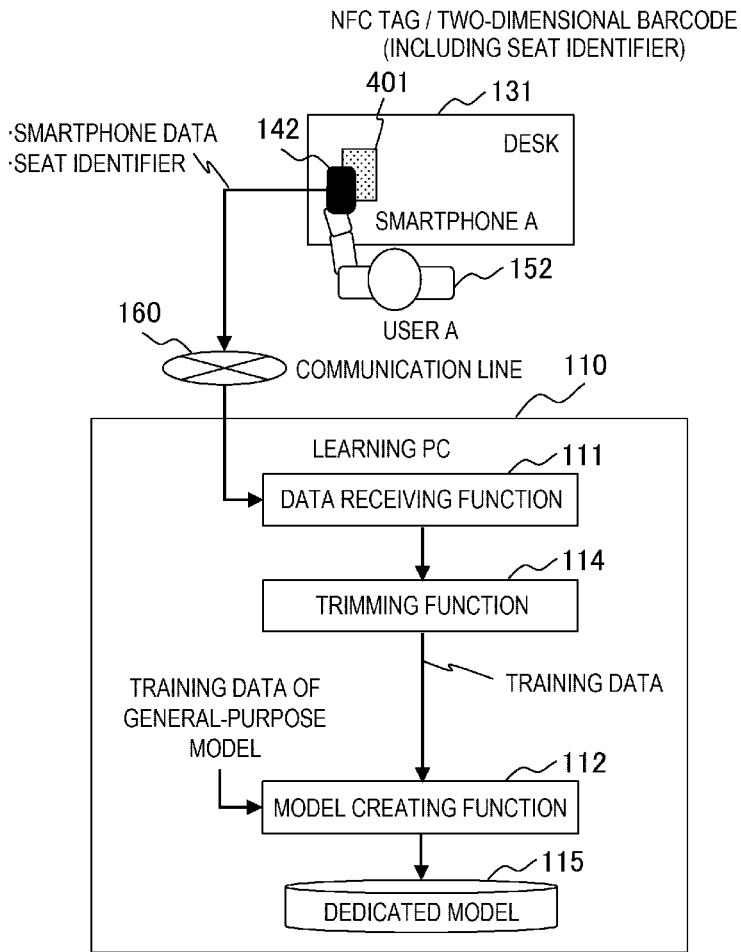 NFC TAG / TWO-DIMENSIONAL BARCODE
(INCLUDING SEAT IDENTIFIER)
401
131
·SMARTPHONE DATA
142
DESK
·SEAT IDENTIFIER
SMARTPHONE A
152
USER A
160
COMMUNICATION LINE
110
LEARNING PC
111
DATA RECEIVING FUNCTION
114
TRIMMING FUNCTION
TRAINING DATA
TRAINING DATA OF
GENERAL-PURPOSE
MODEL
112
MODEL CREATING FUNCTION
115
DEDICATED MODEL